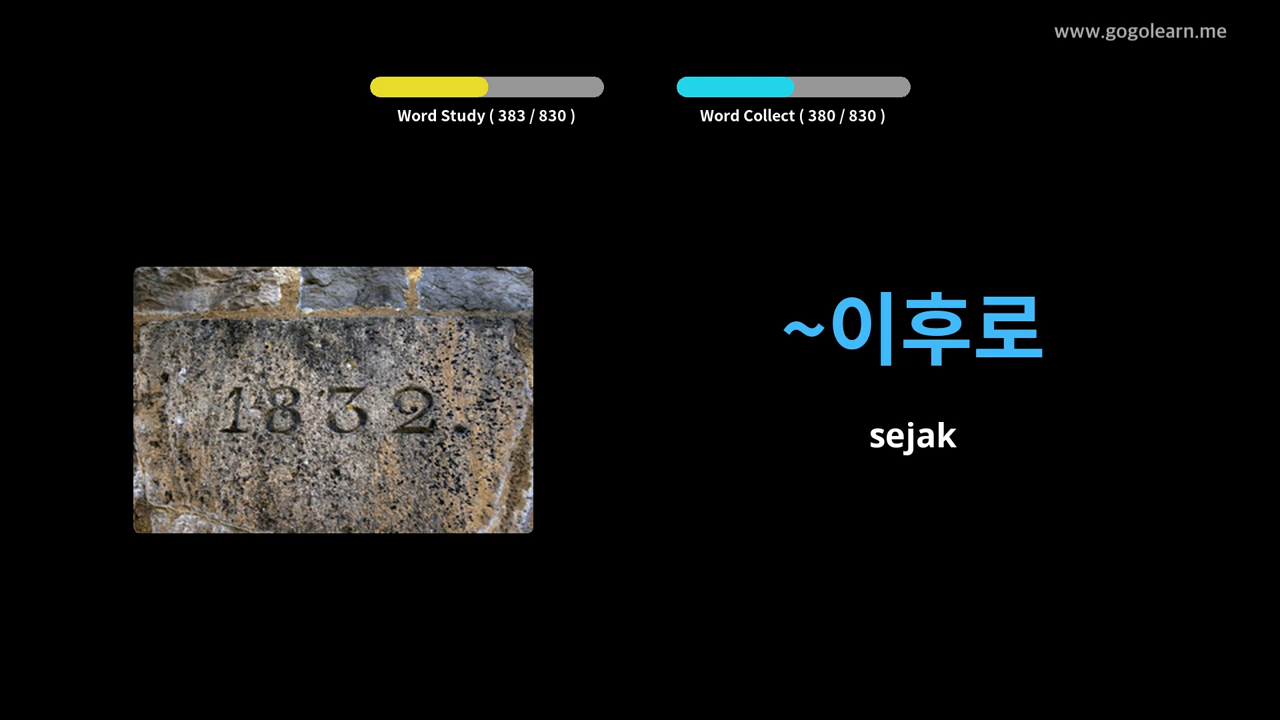 www.gogolearn.me
Word Study ( 383 / 830 )
Word Collect ( 380 / 830 )
1832.
~이후로
sejak